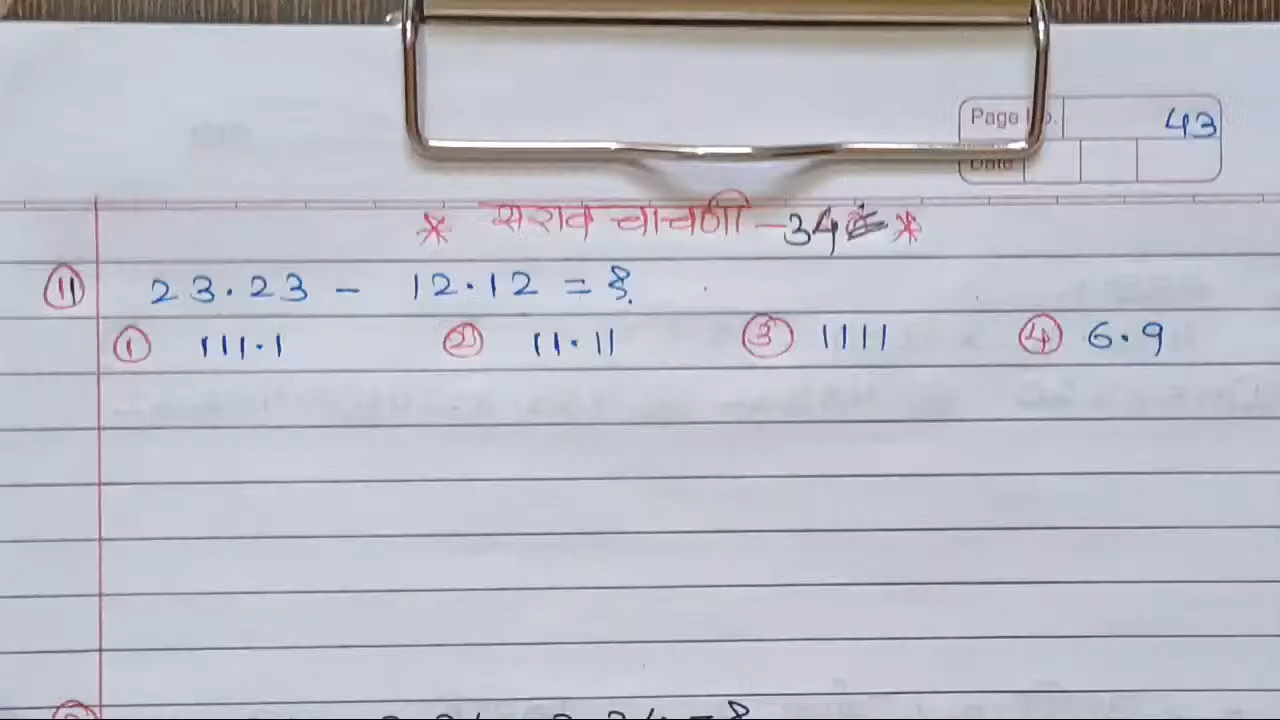 Page No. 43
Date
* सराव चाचणी - 34 *
11 23.23 - 12.12 = ?
1 111.1 2 11.11 3 1111 4 6.9